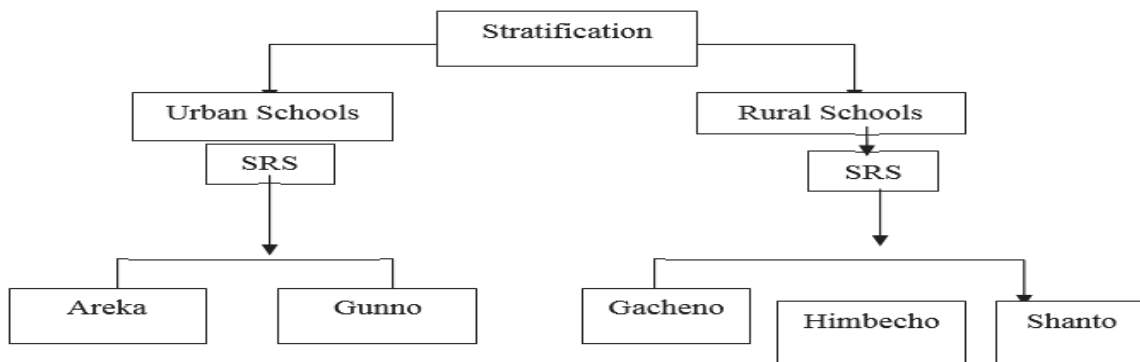 Stratification
Urban Schools
Rural Schools
SRS
SRS
Areka
Gunno
Gacheno
Himbecho
Shanto